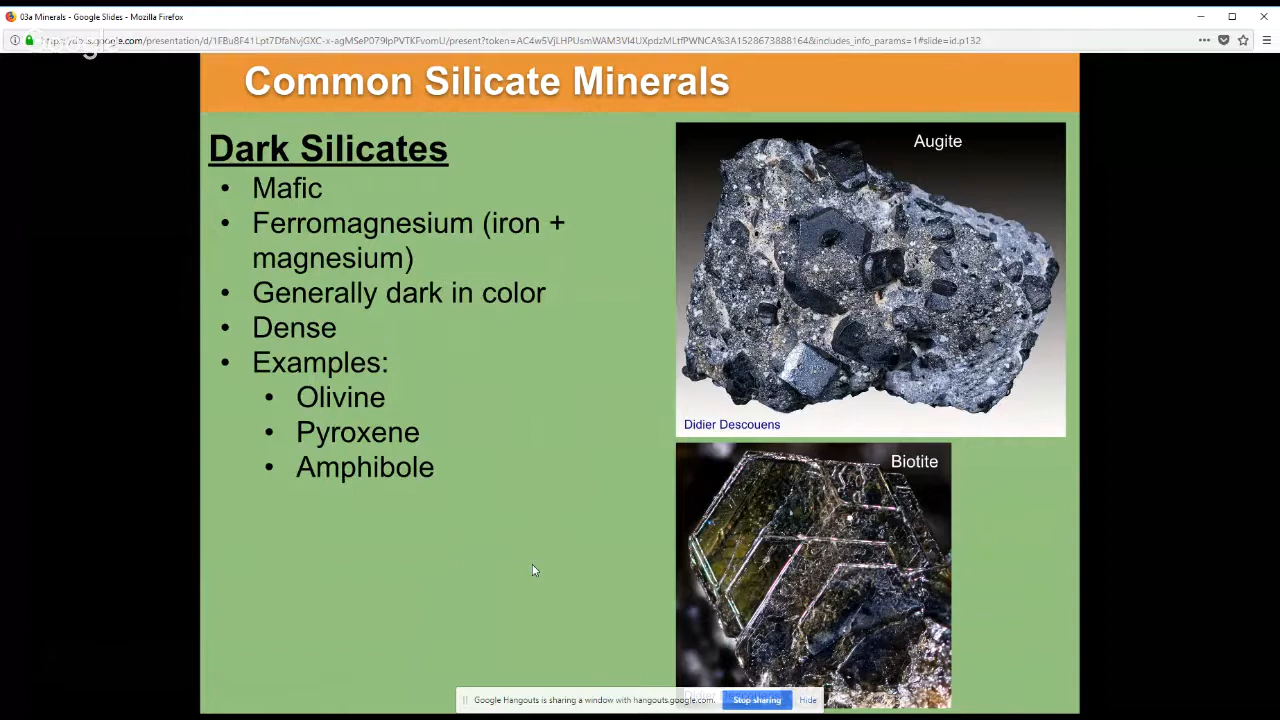 03a Minerals - Google Slides - Mozilla Firefox
Common Silicate Minerals
Dark Silicates
• Mafic
• Ferromagnesium (iron +
magnesium)
• Generally dark in color
• Dense
• Examples:
• Olivine
• Pyroxene
• Amphibole
Augite
Didier Descouens
Biotite
Google Hangouts is sharing a window with hangouts.google.com.
Stop sharing
Hide